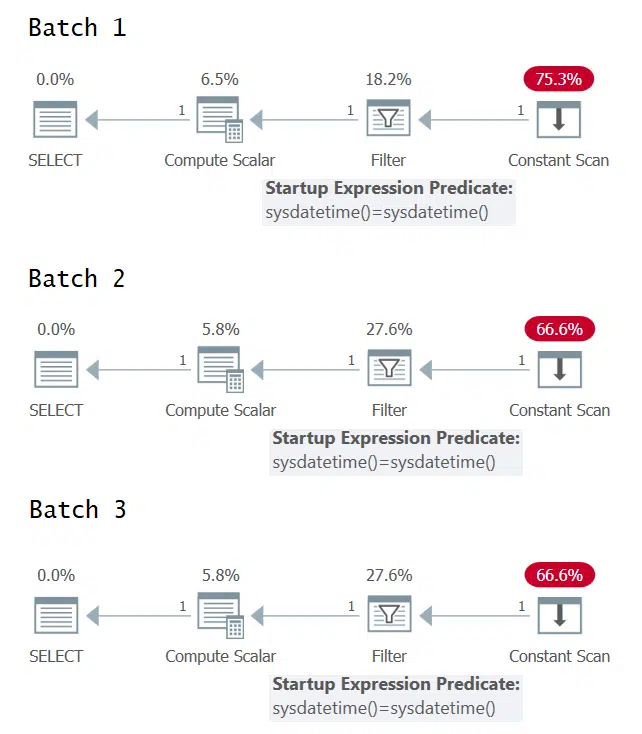 Batch 1
0.0% 6.5% 18.2% 75.3%
1 1 1
SELECT Compute Scalar Filter Constant Scan
Startup Expression Predicate:
sysdatetime()=sysdatetime()
Batch 2
0.0% 5.8% 27.6% 66.6%
1 1 1
SELECT Compute Scalar Filter Constant Scan
Startup Expression Predicate:
sysdatetime()=sysdatetime()
Batch 3
0.0% 5.8% 27.6% 66.6%
1 1 1
SELECT Compute Scalar Filter Constant Scan
Startup Expression Predicate:
sysdatetime()=sysdatetime()